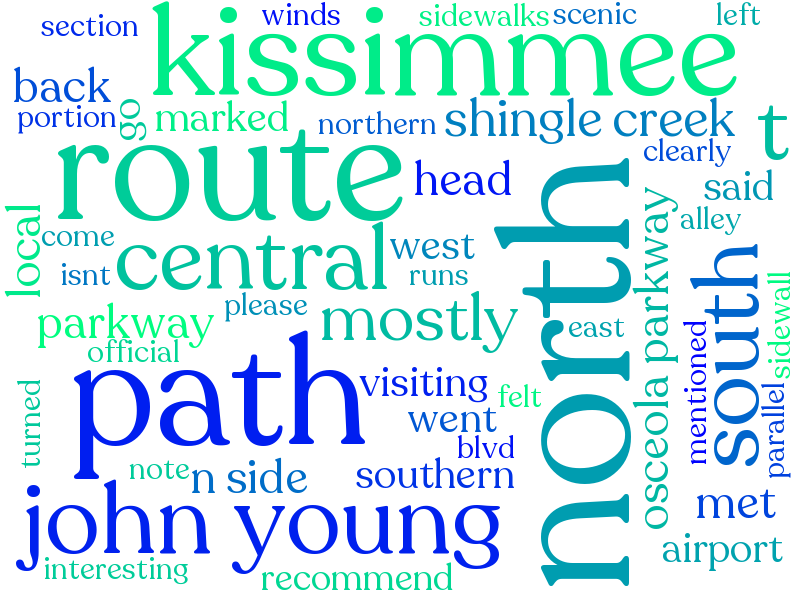 section
winds
sidewalks
scenic
left
kissimmee
back
portion
go
marked
northern
shingle creek
t
clearly
route
head
north
said
local
come
central
west
alley
isnt
runs
osceola parkway
south
sidewall
please
parkway
mostly
east
official
mentioned
path
visiting
felt
turned
went
parallel
blvd
note
n side
southern
john young
met
airport
interesting
recommend